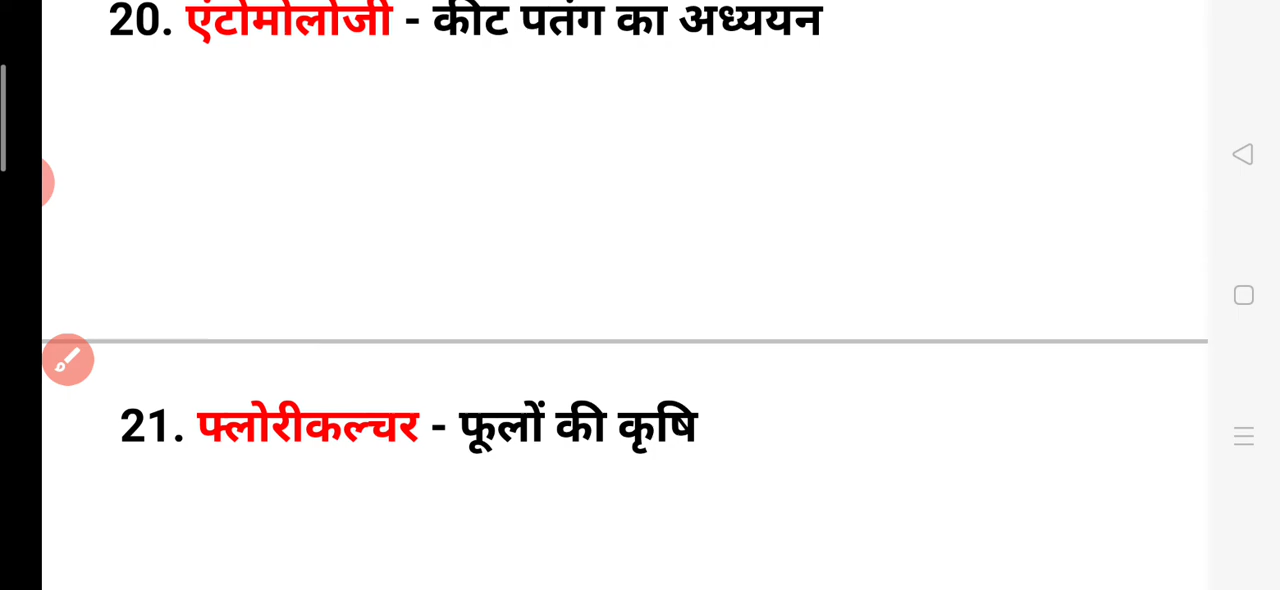 20. एंटोमोलोजी - कीट पतंग का अध्ययन
21. फ्लोरीकल्चर - फूलों की कृषि